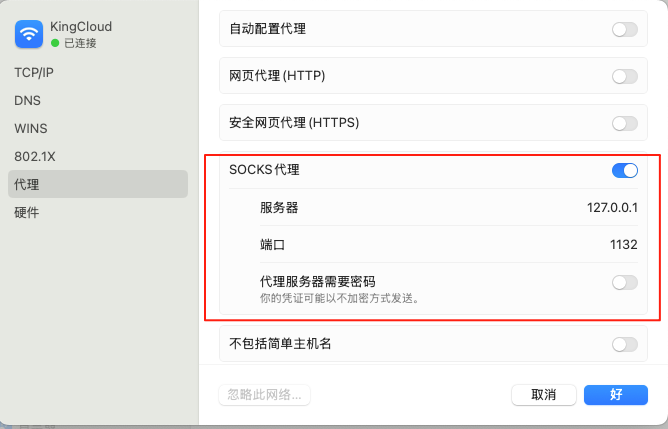 KingCloud
已连接
TCP/IP
DNS
WINS
802.1X
代理
硬件
自动配置代理
网页代理(HTTP)
安全网页代理(HTTPS)
SOCKS代理
服务器 127.0.0.1
端口 1132
代理服务器需要密码
你的凭证可能以不加密方式发送。
不包括简单主机名
忽略此网络...
取消
好